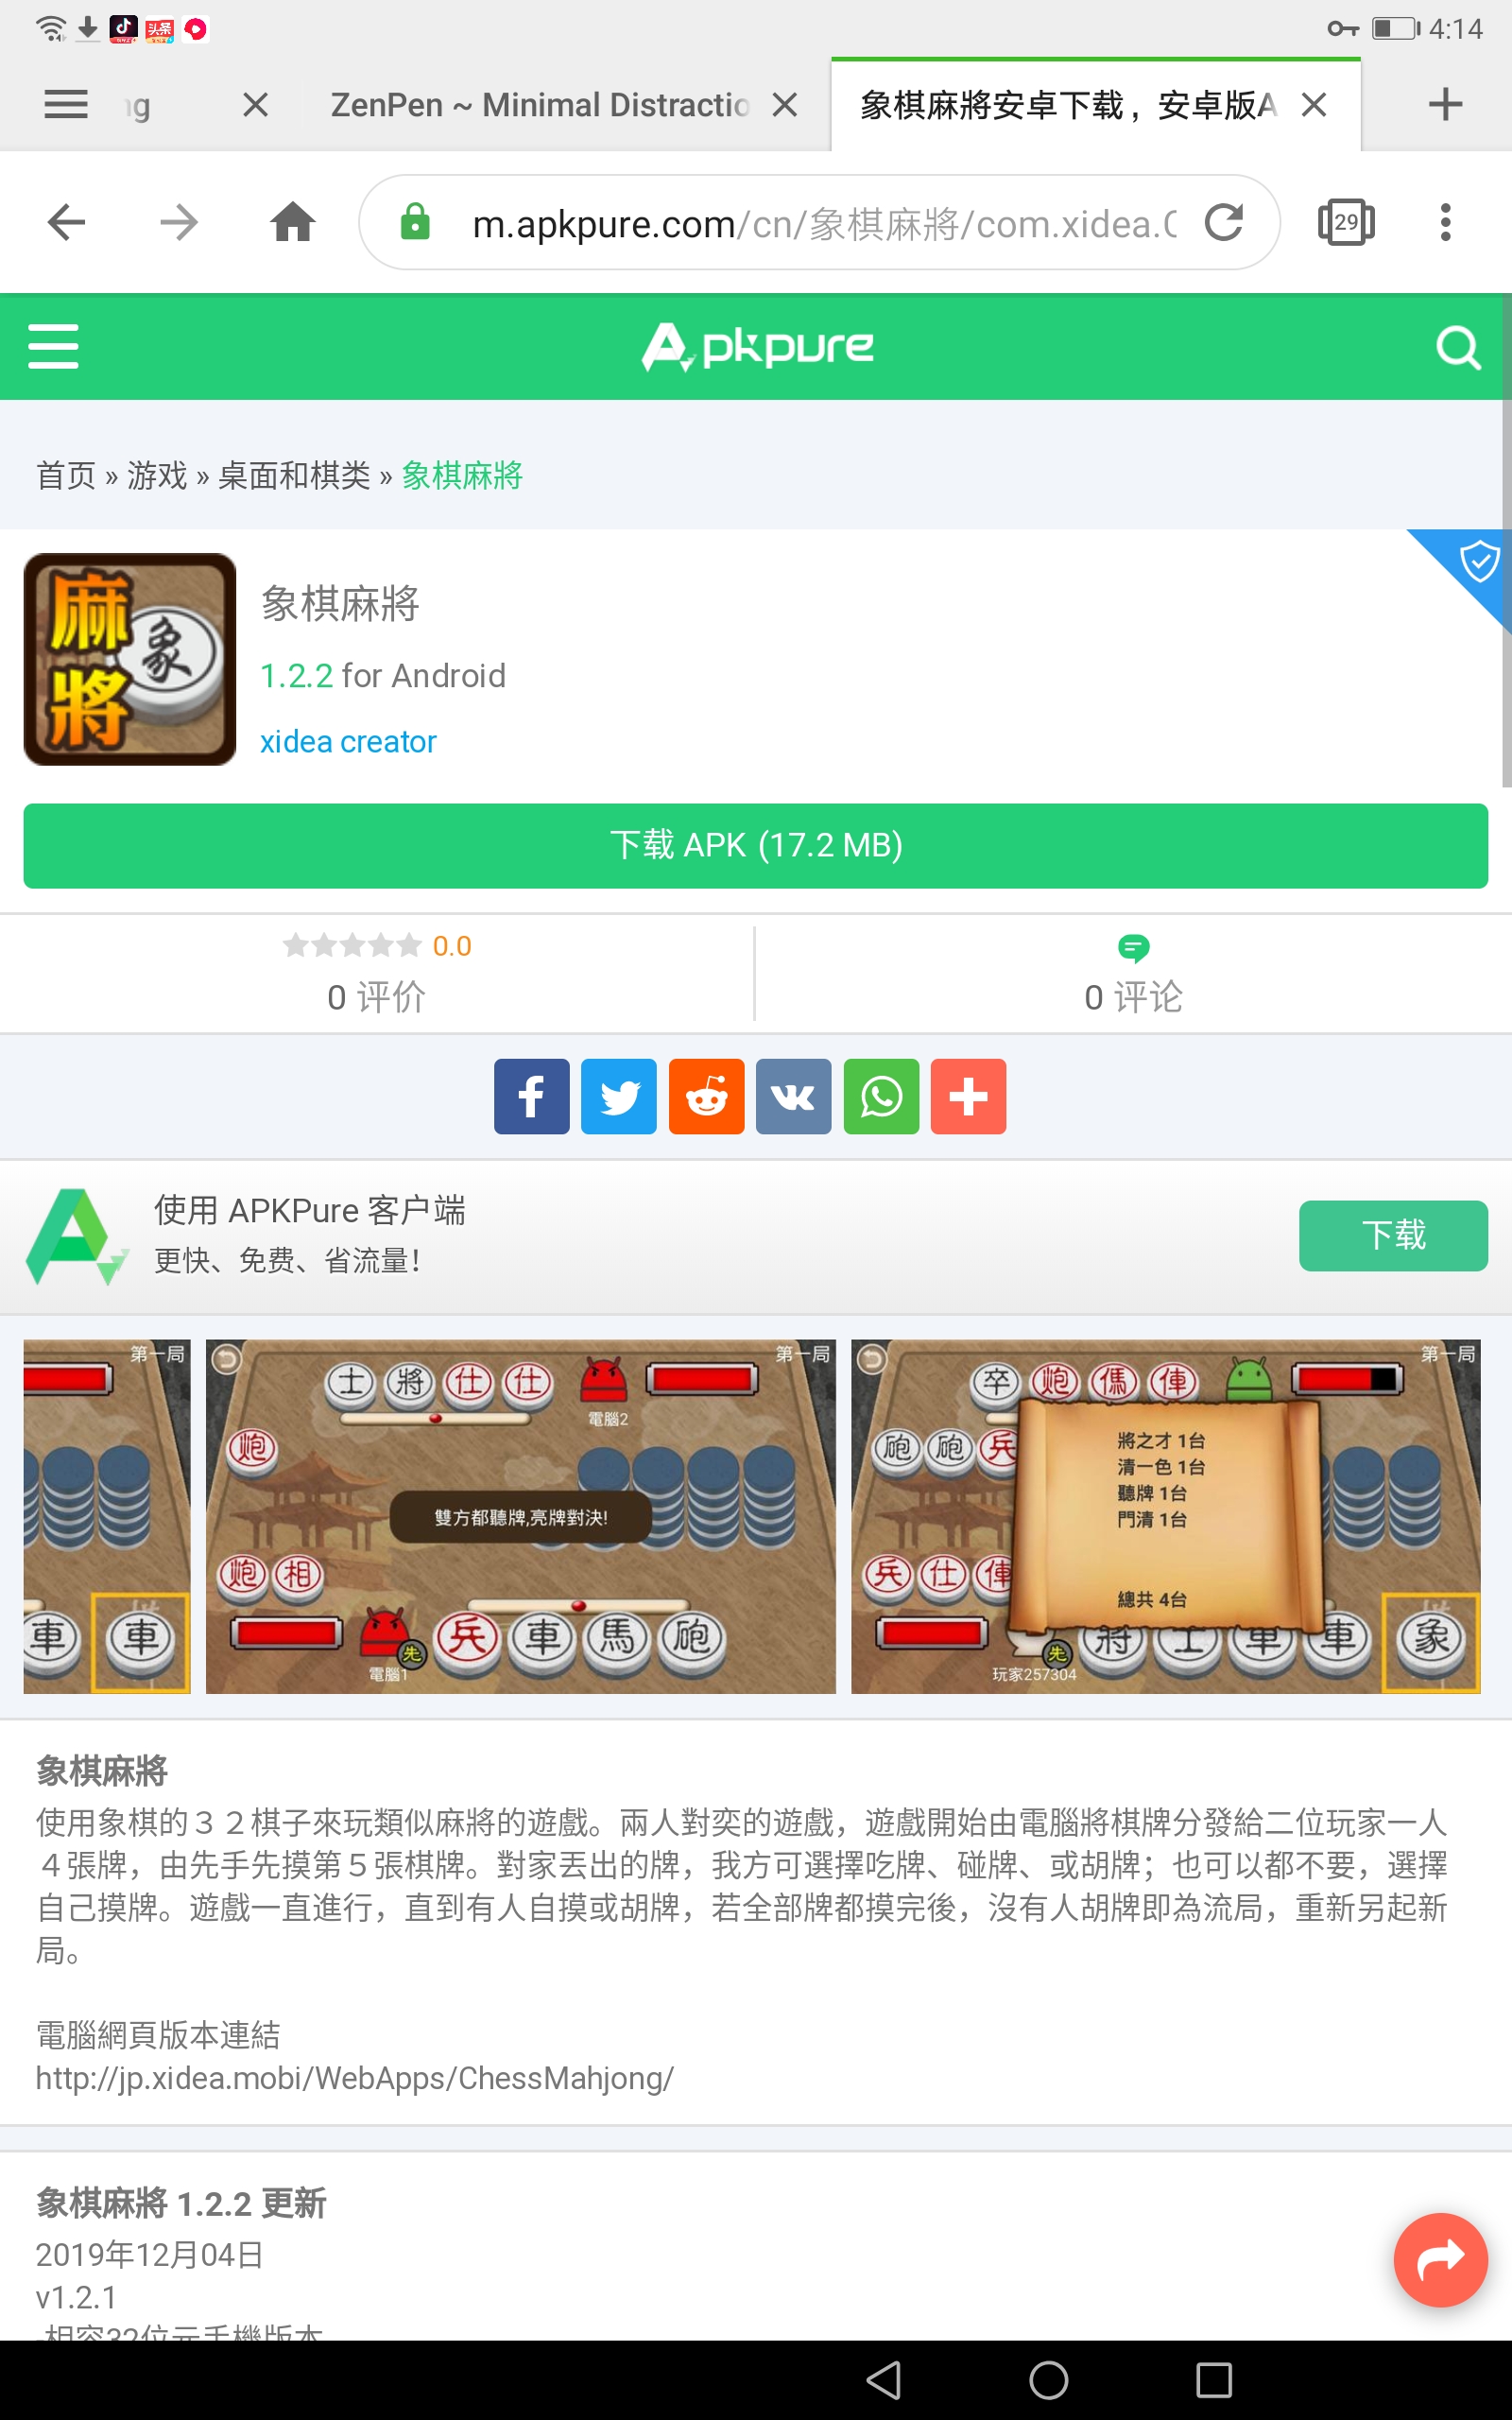 头条
4:14
ng
ZenPen ~ Minimal Distractio
象棋麻將安卓下载，安卓版A
m.apkpure.com/cn/象棋麻將/com.xidea.C
29
Apkpure
首页 » 游戏 » 桌面和棋类 » 象棋麻將
麻將
象
象棋麻將
1.2.2 for Android
xidea creator
下载 APK (17.2 MB)
0.0
0 评价
0 评论
使用 APKPure 客户端
更快、免费、省流量！
下载
第一局
車 車
第一局
士 將 仕 仕
電腦2
炮
雙方都聽牌,亮牌對決!
炮 相
先
電腦1
兵 車 馬 砲
第一局
卒 炮 傌 俥
砲 砲 兵
將之才 1台
清一色 1台
聽牌 1台
門清 1台
總共 4台
兵 仕 俥
先
玩家257304
將 士 車 車 象
象棋麻將
使用象棋的３２棋子來玩類似麻將的遊戲。兩人對奕的遊戲，遊戲開始由電腦將棋牌分發給二位玩家一人
４張牌，由先手先摸第５張棋牌。對家丟出的牌，我方可選擇吃牌、碰牌、或胡牌；也可以都不要，選擇
自己摸牌。遊戲一直進行，直到有人自摸或胡牌，若全部牌都摸完後，沒有人胡牌即為流局，重新另起新
局。
電腦網頁版本連結
http://jp.xidea.mobi/WebApps/ChessMahjong/
象棋麻將 1.2.2 更新
2019年12月04日
v1.2.1
-相容32位元手機版本